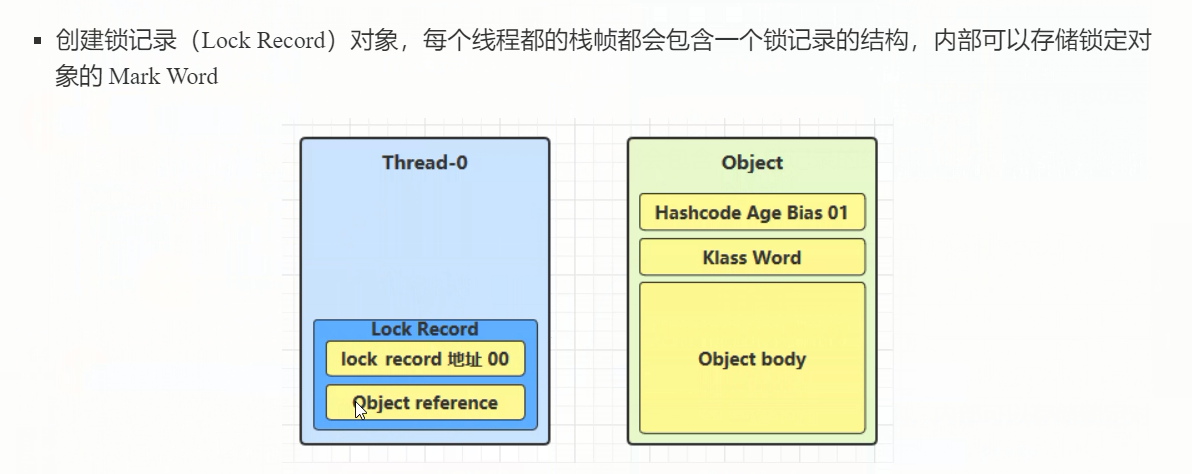 创建锁记录（Lock Record）对象，每个线程都的栈帧都会包含一个锁记录的结构，内部可以存储锁定对
象的 Mark Word
Thread-0
Lock Record
lock record 地址 00
Object reference
Object
Hashcode Age Bias 01
Klass Word
Object body